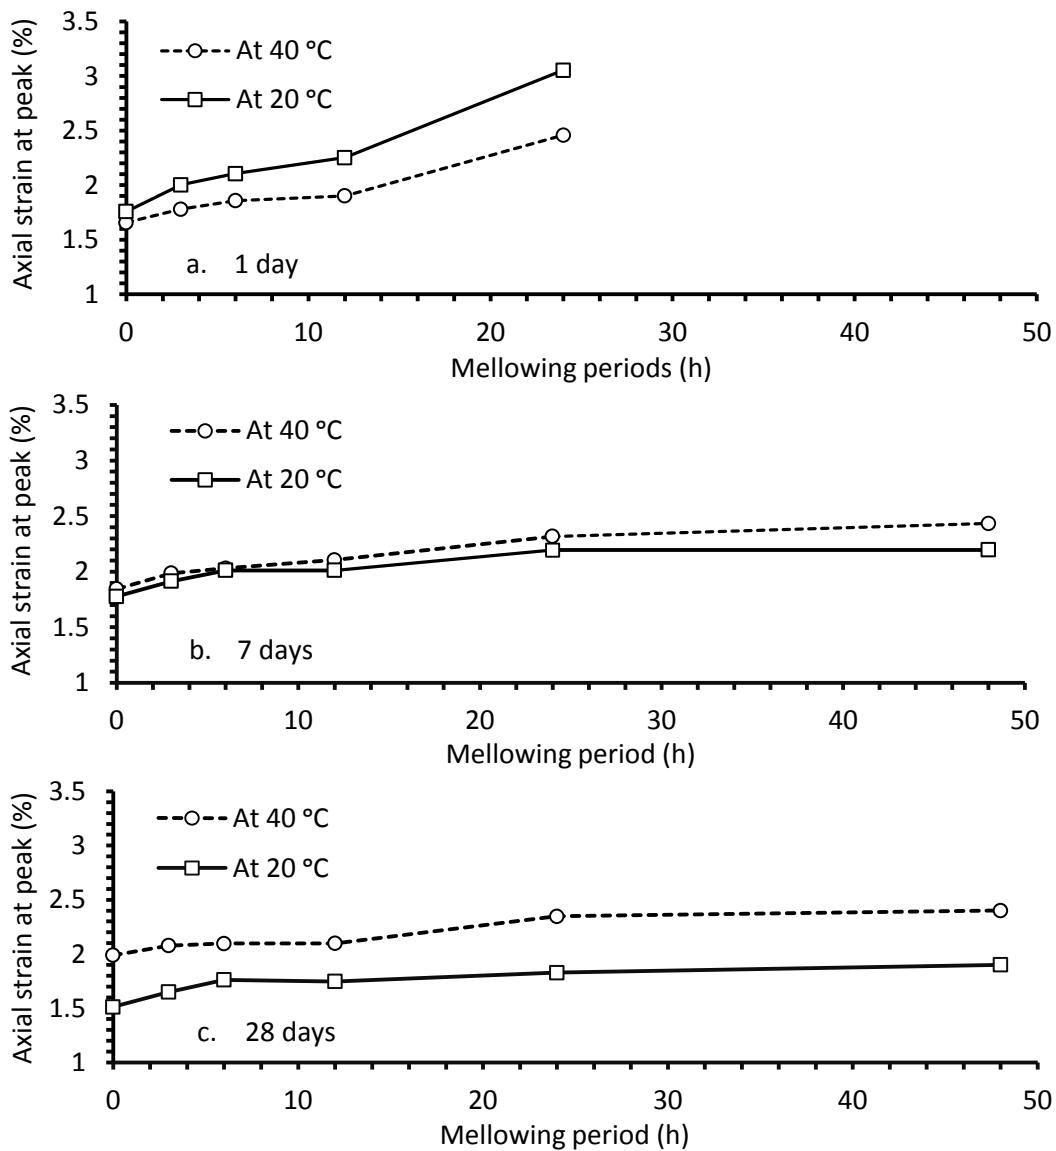 Axial strain at peak (%)
3.5
3
2.5
2
1.5
1
At 40 °C
At 20 °C
a. 1 day
0 10 20 30 40 50
Mellowing periods (h)
Axial strain at peak (%)
3.5
3
2.5
2
1.5
1
At 40 °C
At 20 °C
b. 7 days
0 10 20 30 40 50
Mellowing period (h)
Axial strain at peak (%)
3.5
3
2.5
2
1.5
1
At 40 °C
At 20 °C
c. 28 days
0 10 20 30 40 50
Mellowing period (h)